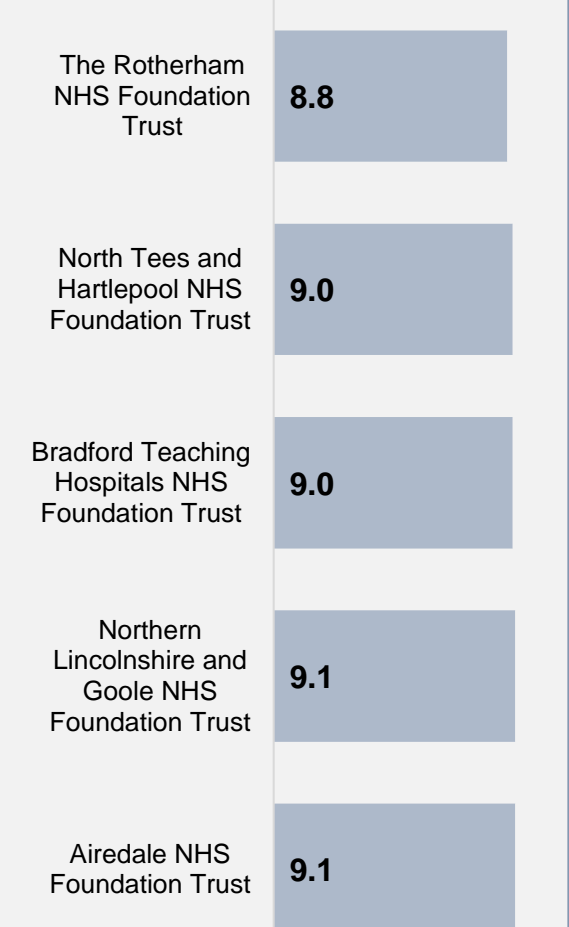 The Rotherham
NHS Foundation
Trust
8.8
North Tees and
Hartlepool NHS
Foundation Trust
9.0
Bradford Teaching
Hospitals NHS
Foundation Trust
9.0
Northern
Lincolnshire and
Goole NHS
Foundation Trust
9.1
Airedale NHS
Foundation Trust
9.1